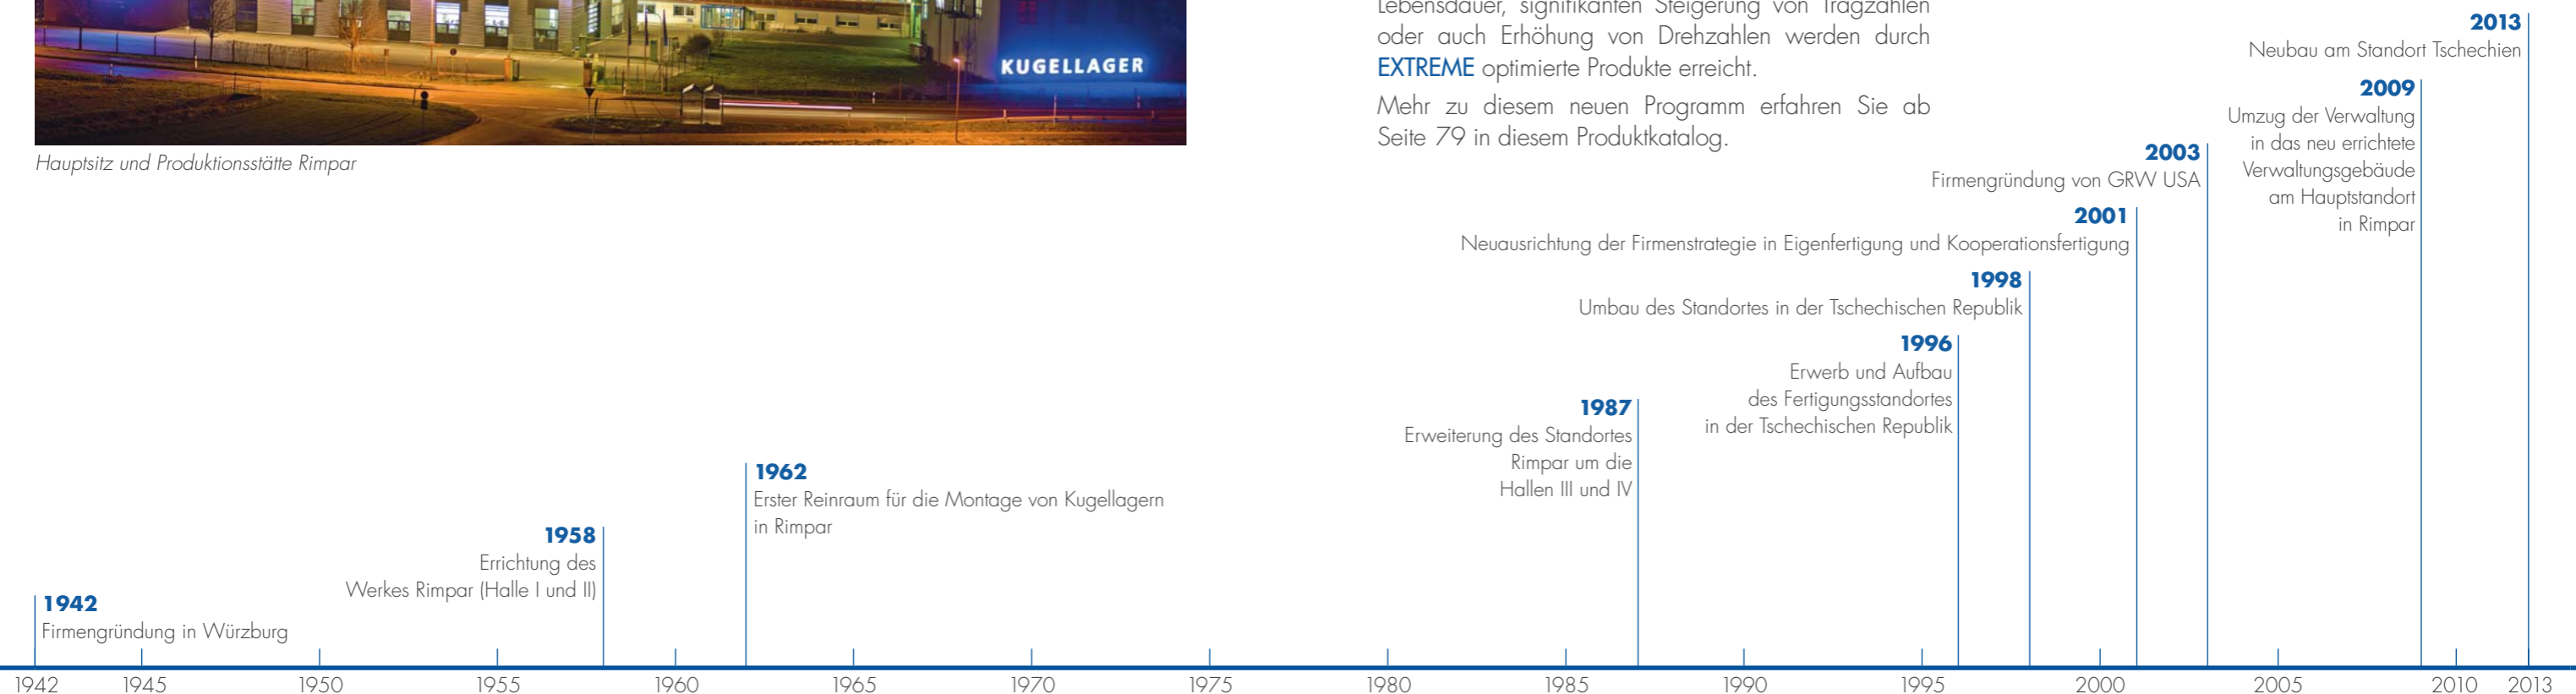 KUGELLAGER
Hauptsitz und Produktionsstätte Rimpar
Lebensdauer, signifikanten Steigerung von Tragzahlen
oder auch Erhöhung von Drehzahlen werden durch
EXTREME optimierte Produkte erreicht.
Mehr zu diesem neuen Programm erfahren Sie ab
Seite 79 in diesem Produktkatalog.
1942
Firmengründung in Würzburg
1958
Errichtung des
Werkes Rimpar (Halle I und II)
1962
Erster Reinraum für die Montage von Kugellagern
in Rimpar
1987
Erweiterung des Standortes
Rimpar um die
Hallen III und IV
1996
Erwerb und Aufbau
des Fertigungsstandortes
in der Tschechischen Republik
1998
Umbau des Standortes in der Tschechischen Republik
2001
Neuausrichtung der Firmenstrategie in Eigenfertigung und Kooperationsfertigung
2003
Firmengründung von GRW USA
2009
Umzug der Verwaltung
in das neu errichtete
Verwaltungsgebäude
am Hauptstandort
in Rimpar
2013
Neubau am Standort Tschechien
1942 1945 1950 1955 1960 1965 1970 1975 1980 1985 1990 1995 2000 2005 2010 2013